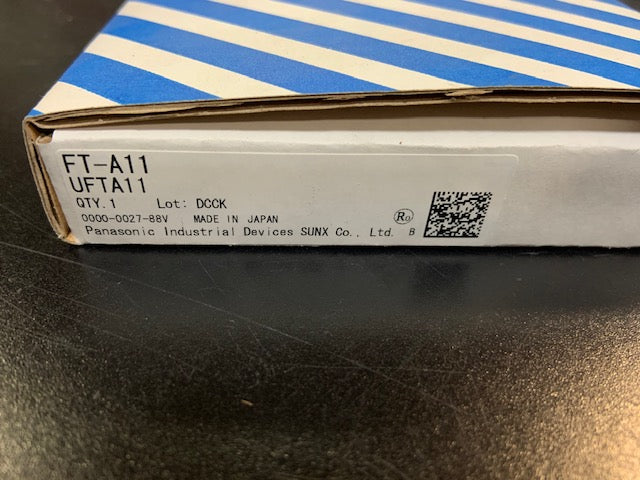 FT-A11
UFTA11
QTY.1 Lot: DCCK
0000-0027-88V MADE IN JAPAN
Panasonic Industrial Devices SUNX Co., Ltd. B
Ro